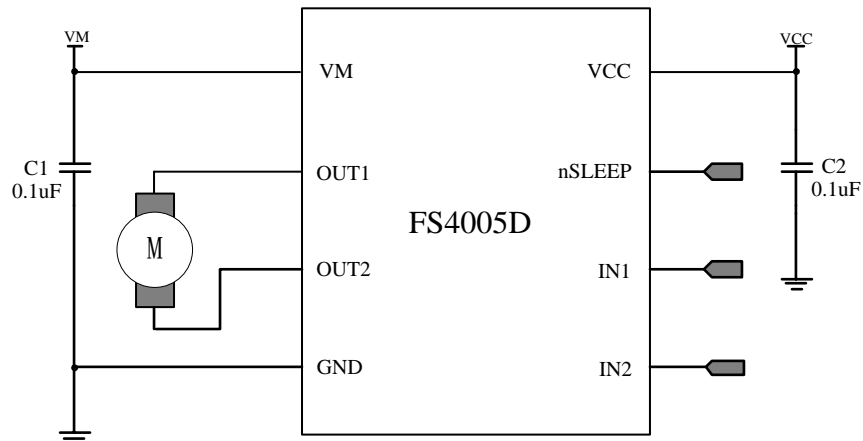 VM
VCC
VM
VCC
C1
0.1uF
OUT1
nSLEEP
C2
0.1uF
FS4005D
M
OUT2
IN1
GND
IN2